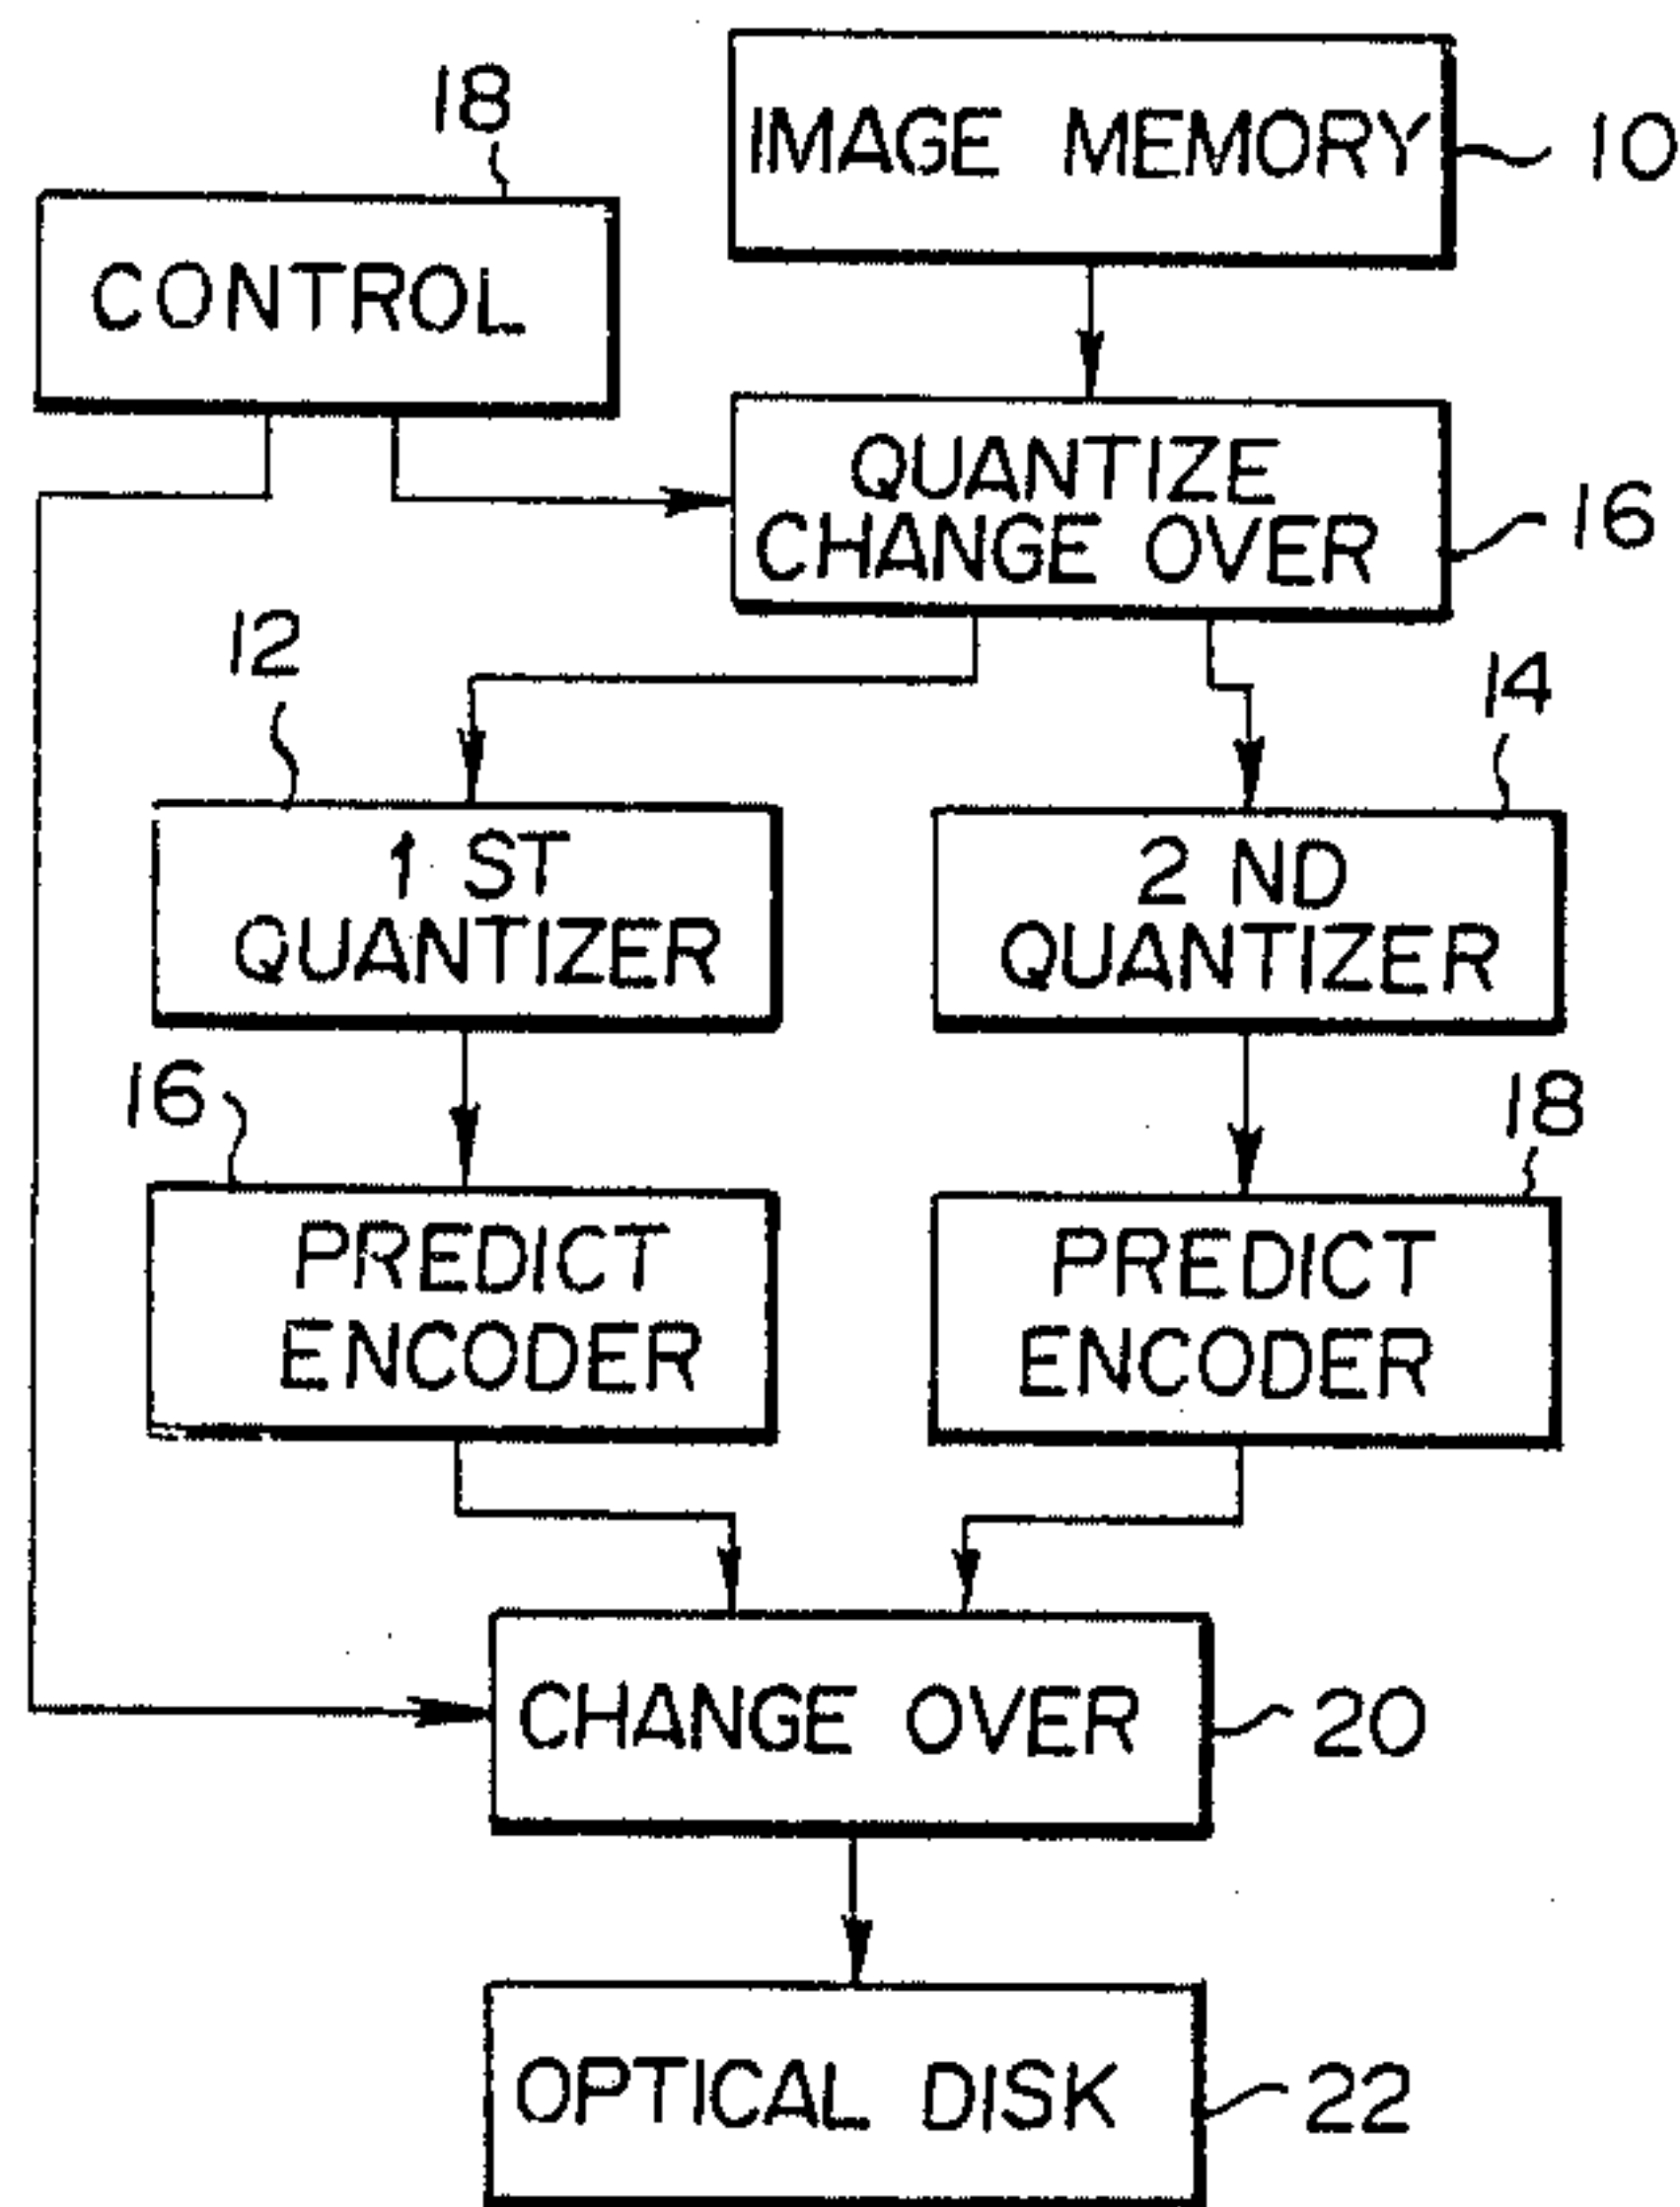 18
IMAGE MEMORY
10
CONTROL
QUANTIZE
CHANGE OVER
16
12
14
1 ST
QUANTIZER
2 ND
QUANTIZER
16
18
PREDICT
ENCODER
PREDICT
ENCODER
CHANGE OVER
20
OPTICAL DISK
22